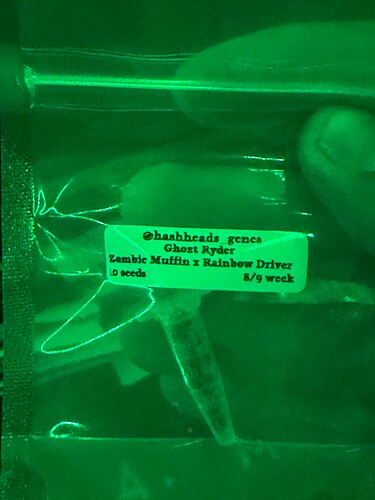 @hashheads_genes
Ghost Ryder
Zombie Muffin x Rainbow Driver
10 seeds 8/9 week